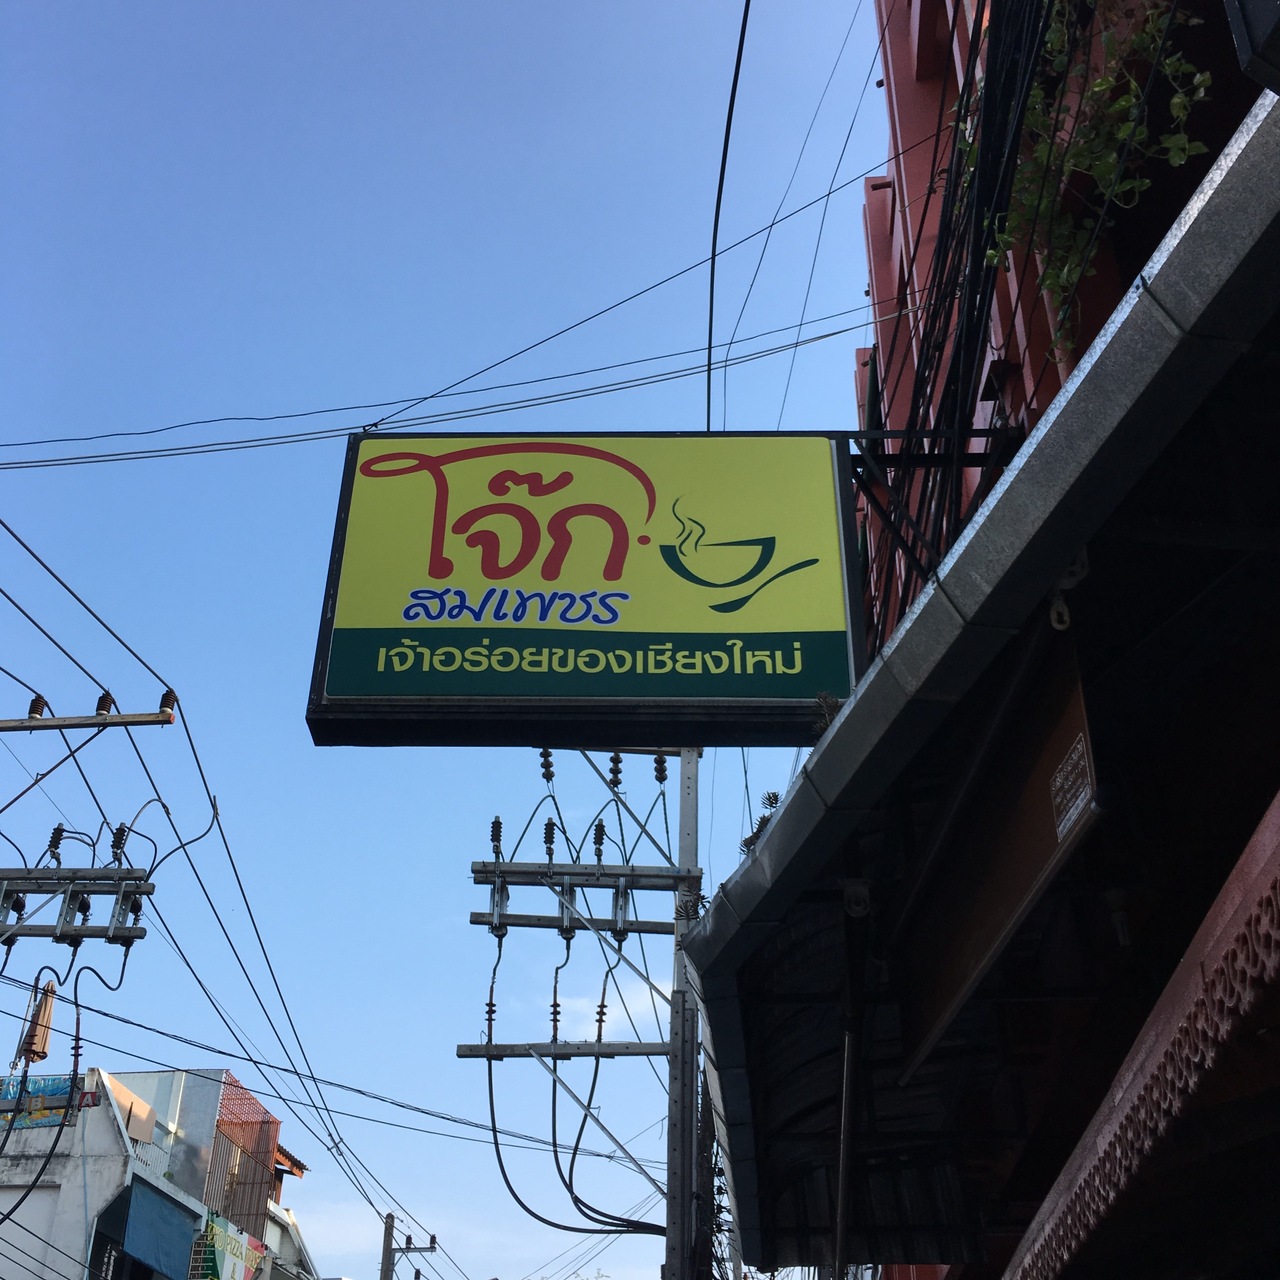 โจ๊ก
สมเพชร
เจ้าอร่อยของเชียงใหม่
PIZZA